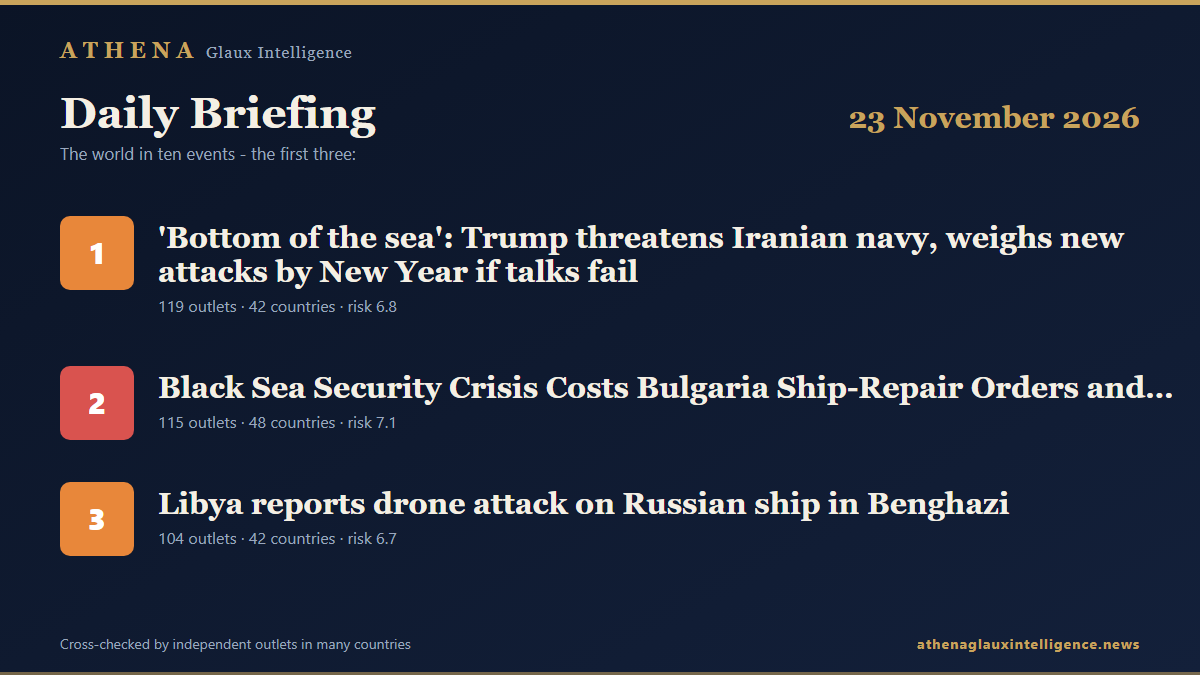 ATHENA Glaux Intelligence
Daily Briefing
23 November 2026
The world in ten events - the first three:
1
'Bottom of the sea': Trump threatens Iranian navy, weighs new
attacks by New Year if talks fail
119 outlets · 42 countries · risk 6.8
2
Black Sea Security Crisis Costs Bulgaria Ship-Repair Orders and...
115 outlets · 48 countries · risk 7.1
3
Libya reports drone attack on Russian ship in Benghazi
104 outlets · 42 countries · risk 6.7
Cross-checked by independent outlets in many countries
athenaglauxintelligence.news